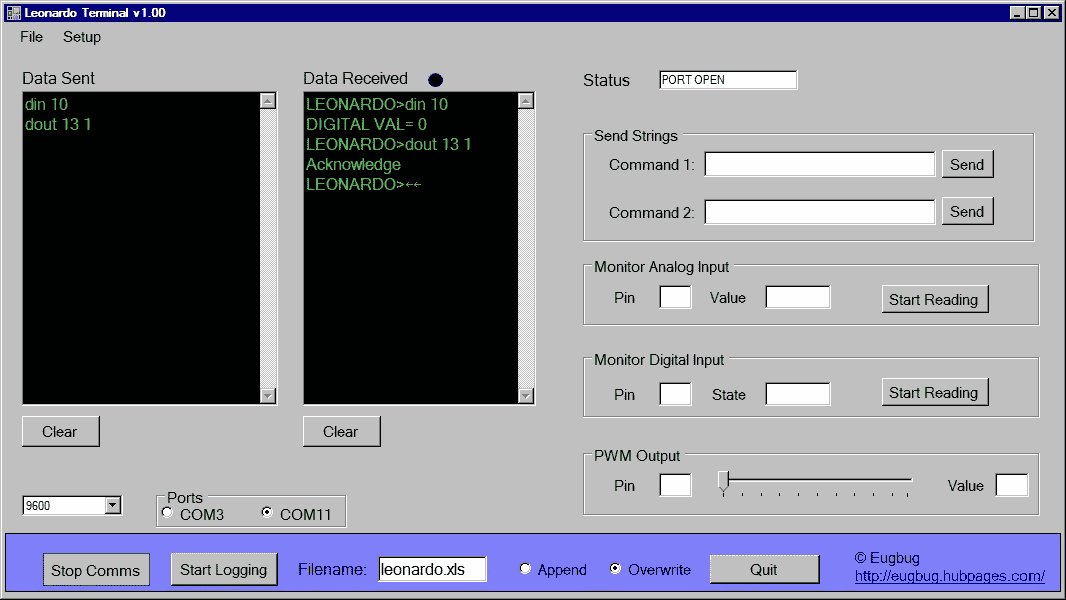 Leonardo Terminal v1.00
File Setup
Data Sent
din 10
dout 13 1
Clear
Data Received
LEONARDO>din 10
DIGITAL VAL= 0
LEONARDO>dout 13 1
Acknowledge
LEONARDO>←←
Clear
Status PORT OPEN
Send Strings
Command 1: Send
Command 2: Send
Monitor Analog Input
Pin Value Start Reading
Monitor Digital Input
Pin State Start Reading
PWM Output
Pin Value
9600
Ports
COM3 COM11
Stop Comms Start Logging Filename: leonardo.xls Append Overwrite Quit
© Eugbug
http://eugbug.hubpages.com/